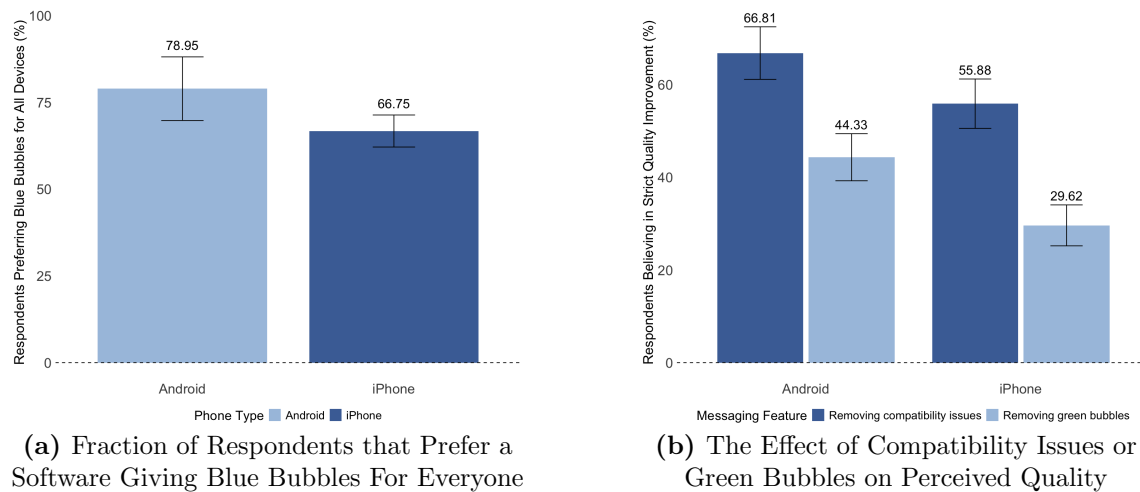 Respondents Preferring Blue Bubbles for All Devices (%)
100
75
50
25
0
78.95
66.75
Android
iPhone
Phone Type Android iPhone
(a) Fraction of Respondents that Prefer a
Software Giving Blue Bubbles For Everyone
Respondents Believing in Strict Quality Improvement (%)
60
40
20
0
66.81
44.33
55.88
29.62
Android
iPhone
Messaging Feature Removing compatibility issues Removing green bubbles
(b) The Effect of Compatibility Issues or
Green Bubbles on Perceived Quality